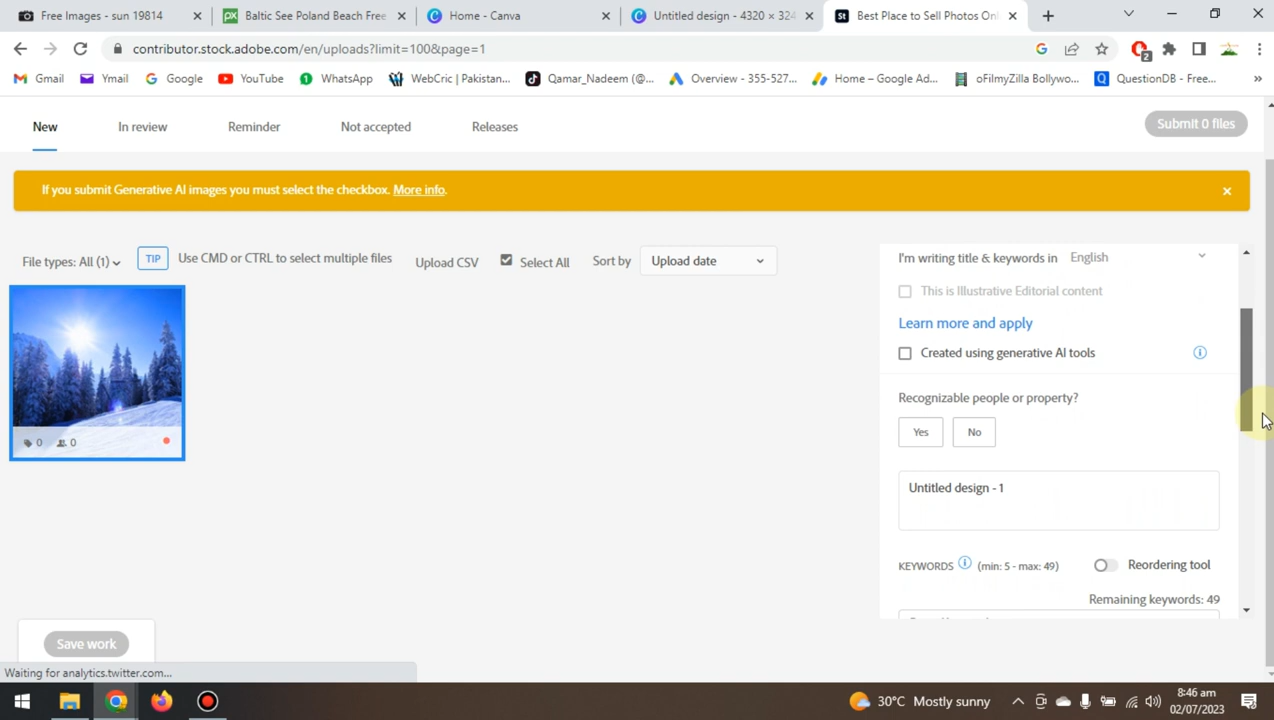 Free Images - sun 19814
Baltic See Poland Beach Free
Home - Canva
Untitled design - 4320 × 324
Best Place to Sell Photos Onl
contributor.stock.adobe.com/en/uploads?limit=100&page=1
2
Gmail
Ymail
Google
YouTube
WhatsApp
WebCric | Pakistan...
Qamar_Nadeem (@...
Overview - 355-527...
Home – Google Ad...
oFilmyZilla Bollywo...
QuestionDB - Free...
»
New
In review
Reminder
Not accepted
Releases
Submit 0 files
If you submit Generative AI images you must select the checkbox. More info.
File types: All (1)
TIP
Use CMD or CTRL to select multiple files
Upload CSV
Select All
Sort by
Upload date
I'm writing title & keywords in
English
This is Illustrative Editorial content
Learn more and apply
Created using generative AI tools
Recognizable people or property?
Yes
No
Untitled design - 1
KEYWORDS
(min: 5 - max: 49)
Reordering tool
Remaining keywords: 49
0
0
Save work
Waiting for analytics.twitter.com...
30°C Mostly sunny
8:46 am
02/07/2023